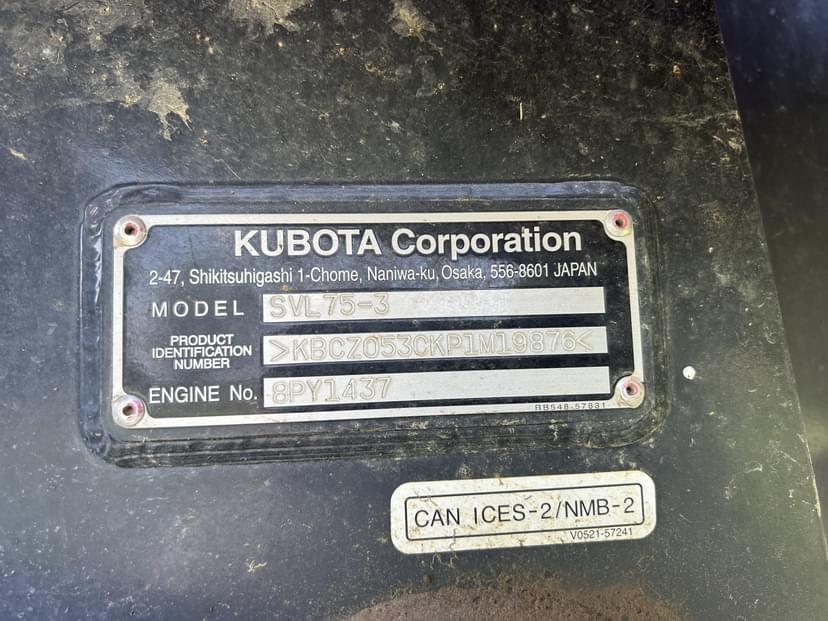 KUBOTA Corporation
2-47, Shikitsuhigashi 1-Chome, Naniwa-ku, Osaka, 556-8601 JAPAN
MODEL SVL75-3
PRODUCT IDENTIFICATION NUMBER >KBCZ053CKP1M19876<
ENGINE No. 8PY1437
RB548-57831
CAN ICES-2/NMB-2
V0521-57241